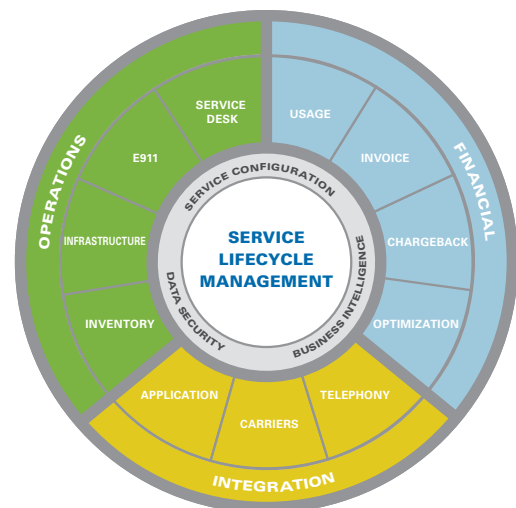 OPERATIONS
SERVICE
DESK
E911
INFRASTRUCTURE
INVENTORY
FINANCIAL
USAGE
INVOICE
CHARGEBACK
OPTIMIZATION
SERVICE CONFIGURATION
BUSINESS INTELLIGENCE
DATA SECURITY
SERVICE
LIFECYCLE
MANAGEMENT
APPLICATION
CARRIERS
TELEPHONY
INTEGRATION